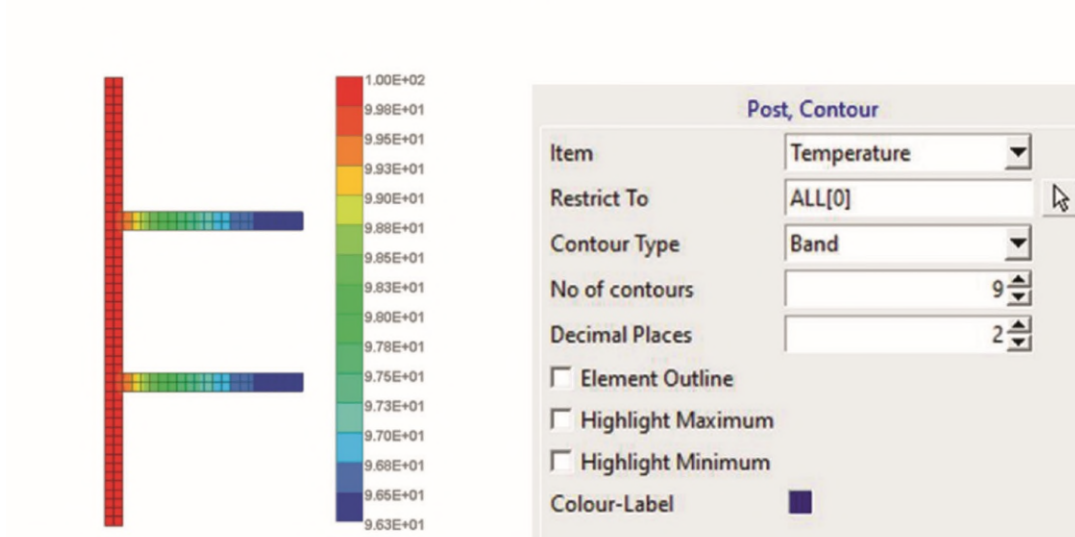 1.00E+02
9.98E+01
9.95E+01
9.93E+01
9.90E+01
9.88E+01
9.85E+01
9.83E+01
9.80E+01
9.78E+01
9.75E+01
9.73E+01
9.70E+01
9.68E+01
9.65E+01
9.63E+01
Post, Contour
Item Temperature
Restrict To ALL[0]
Contour Type Band
No of contours 9
Decimal Places 2
Element Outline
Highlight Maximum
Highlight Minimum
Colour-Label